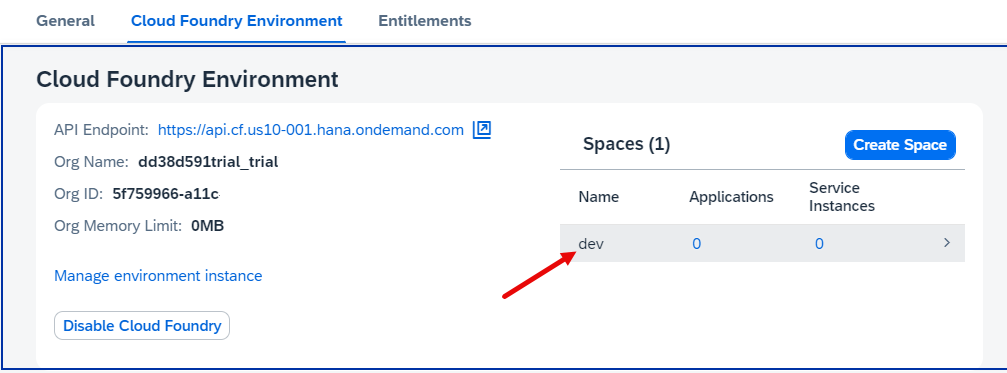 General Cloud Foundry Environment Entitlements
Cloud Foundry Environment
API Endpoint: https://api.cf.us10-001.hana.ondemand.com
Org Name: dd38d591trial_trial
Org ID: 5f759966-a11c
Org Memory Limit: 0MB
Manage environment instance
Disable Cloud Foundry
Spaces (1) Create Space
Name Applications Service
Instances
dev 0 0